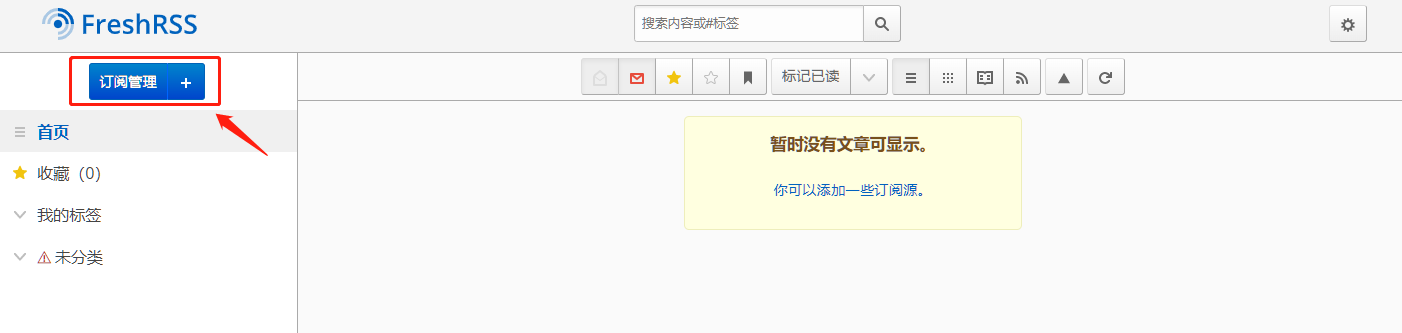 FreshRSS
搜索内容或#标签
订阅管理 +
标记已读
首页
收藏（0）
我的标签
未分类
暂时没有文章可显示。
你可以添加一些订阅源。